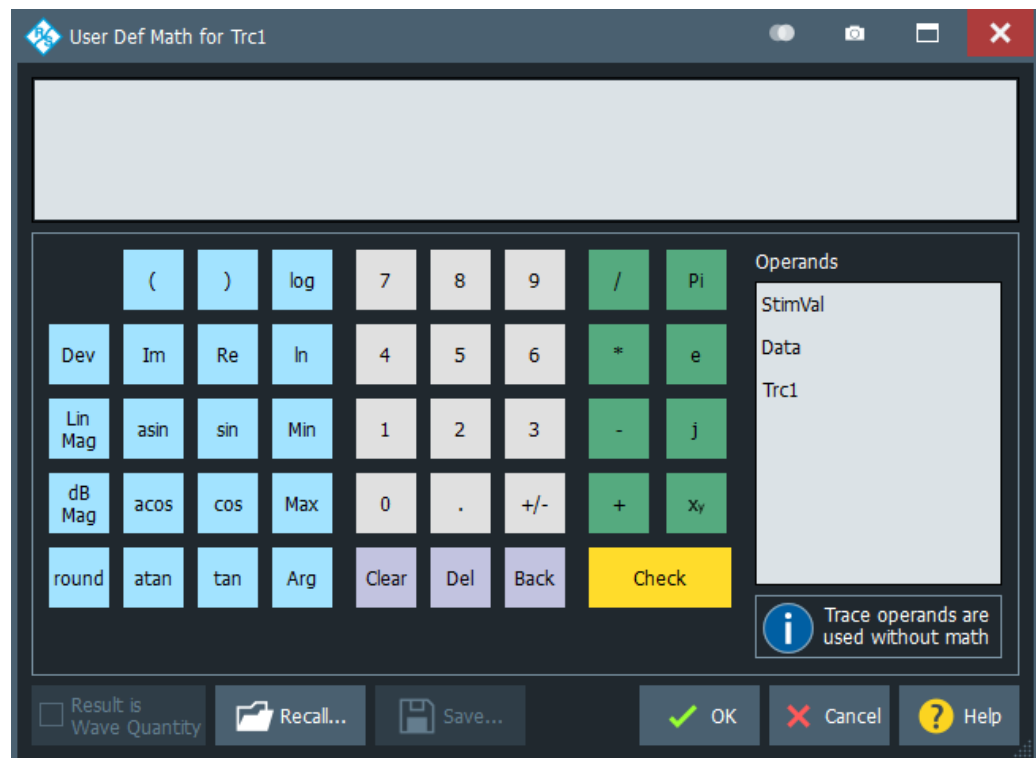 User Def Math for Trc1
( ) log 7 8 9 / Pi
Dev Im Re ln 4 5 6 * e
Lin Mag asin sin Min 1 2 3 - j
dB Mag acos cos Max 0 . +/- + xy
round atan tan Arg Clear Del Back Check
Operands
StimVal
Data
Trc1
i Trace operands are
used without math
Result is
Wave Quantity
Recall... Save... OK Cancel ? Help